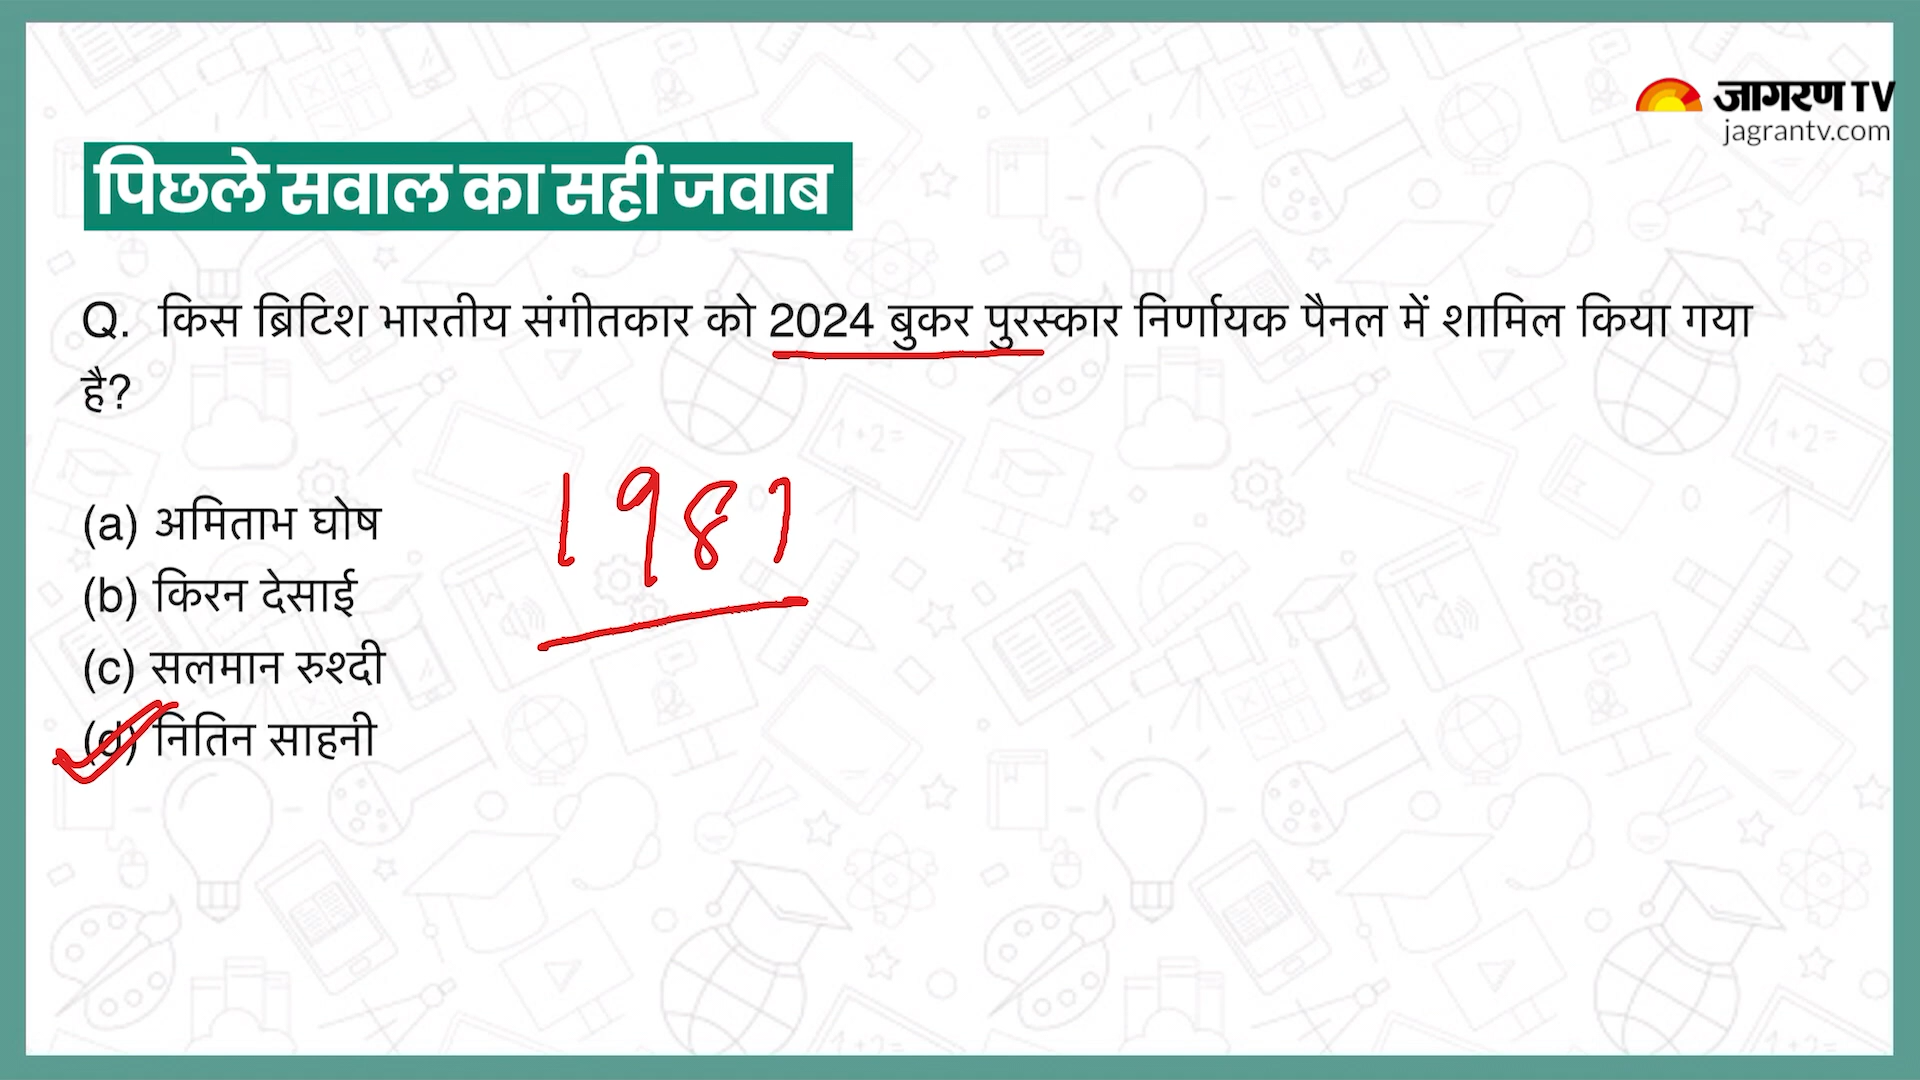 जागरण TV
jagrantv.com
पिछले सवाल का सही जवाब
Q. किस ब्रिटिश भारतीय संगीतकार को 2024 बुकर पुरस्कार निर्णायक पैनल में शामिल किया गया
है?
(a) अमिताभ घोष
1981
(b) किरन देसाई
(c) सलमान रुश्दी
(d) नितिन साहनी